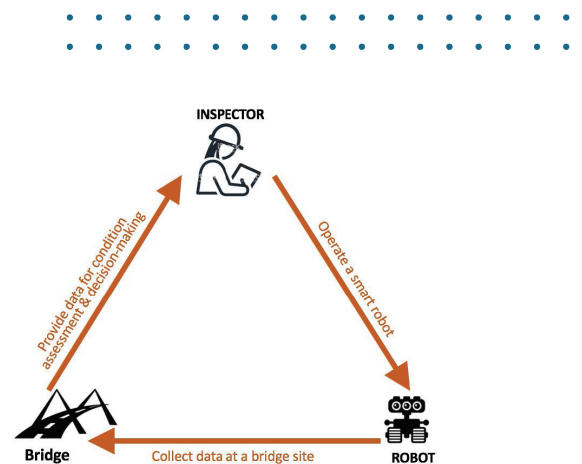 INSPECTOR
Provide data for condition
assessment & decision-making
Operate a smart robot
Bridge
Collect data at a bridge site
ROBOT